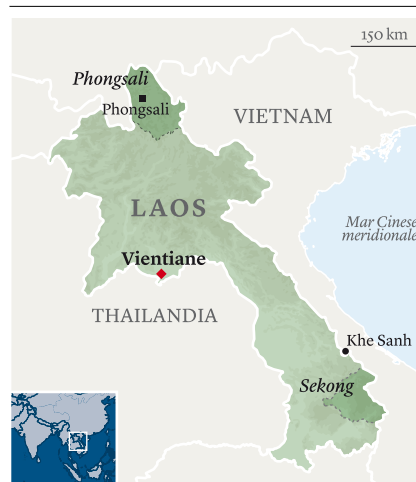 150 km
Phongsali
Phongsali
VIETNAM
LAOS
Mar Cinese
meridionale
Vientiane
THAILANDIA
Khe Sanh
Sekong